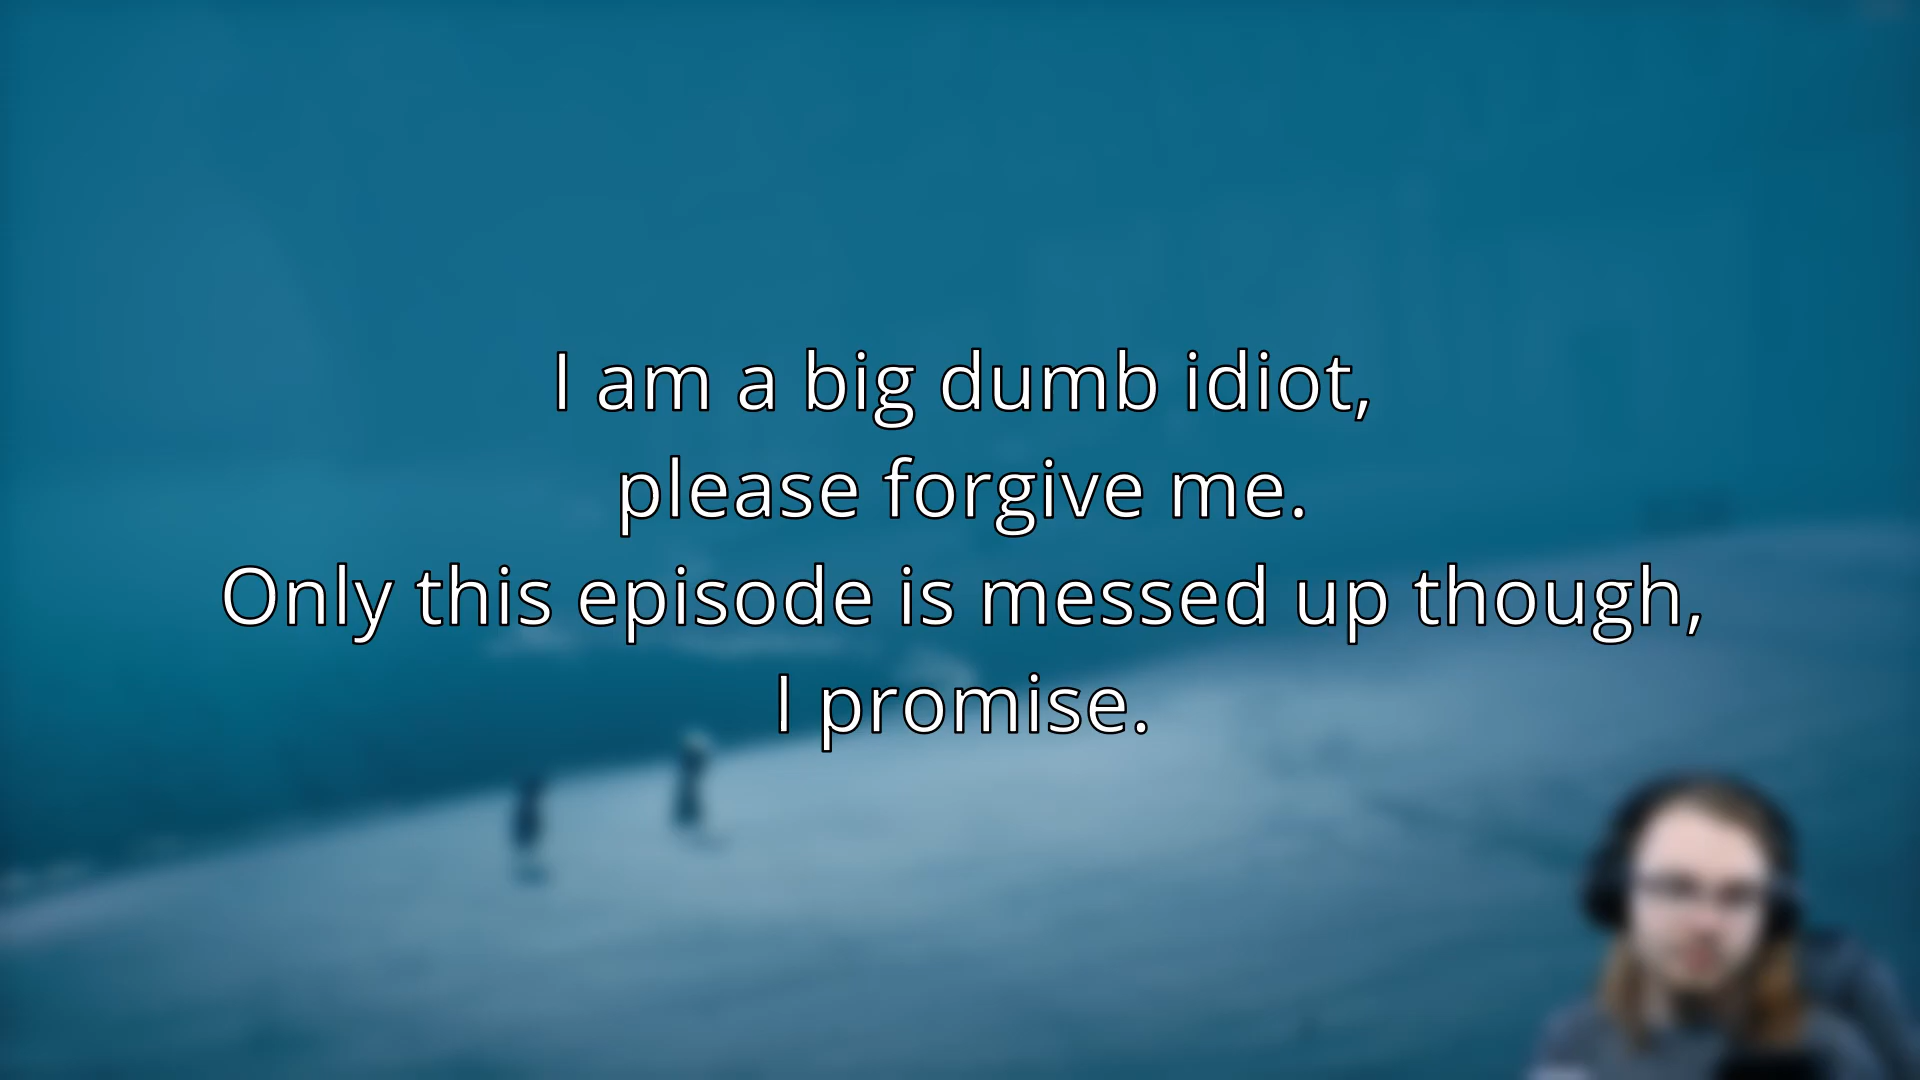 I am a big dumb idiot,
please forgive me.
Only this episode is messed up though,
I promise.